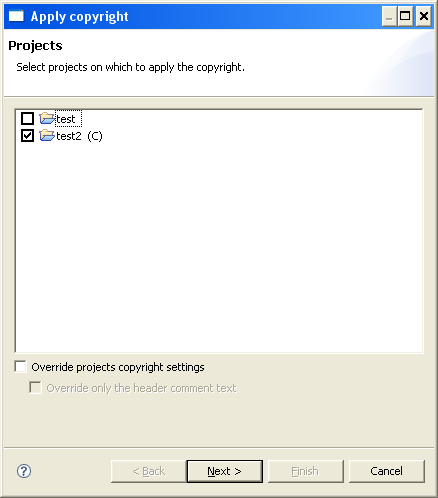 Apply copyright
Projects
Select projects on which to apply the copyright.
test
test2 (C)
Override projects copyright settings
Override only the header comment text
? < Back Next > Finish Cancel